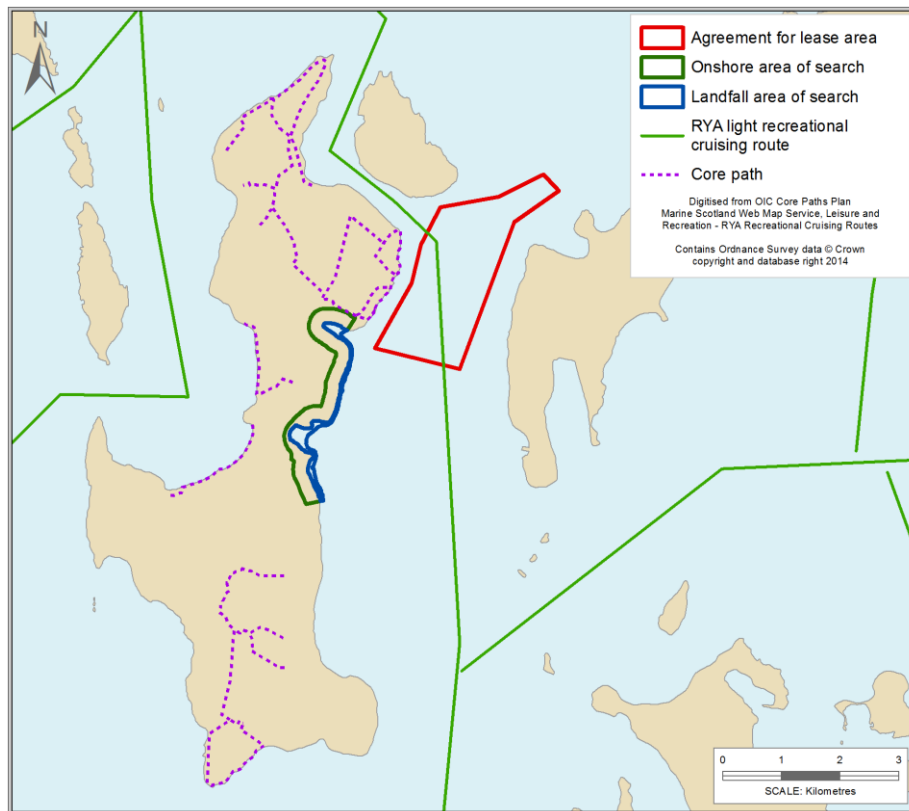 N
Agreement for lease area
Onshore area of search
Landfall area of search
RYA light recreational
cruising route
Core path
Digitised from OIC Core Paths Plan
Marine Scotland Web Map Service, Leisure and
Recreation - RYA Recreational Cruising Routes
Contains Ordnance Survey data © Crown
copyright and database right 2014
0 1 2 3
SCALE: Kilometres